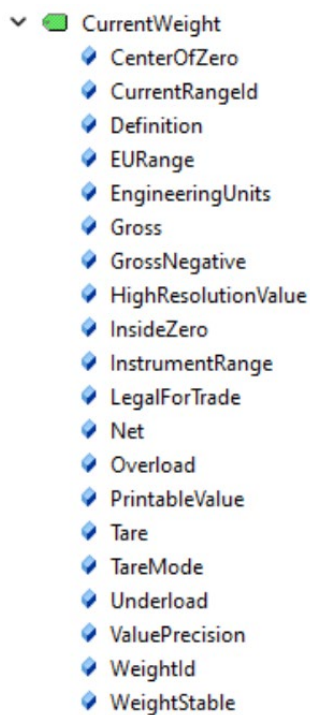 CurrentWeight
CenterOfZero
CurrentRangeId
Definition
EURange
EngineeringUnits
Gross
GrossNegative
HighResolutionValue
InsideZero
InstrumentRange
LegalForTrade
Net
Overload
PrintableValue
Tare
TareMode
Underload
ValuePrecision
WeightId
WeightStable